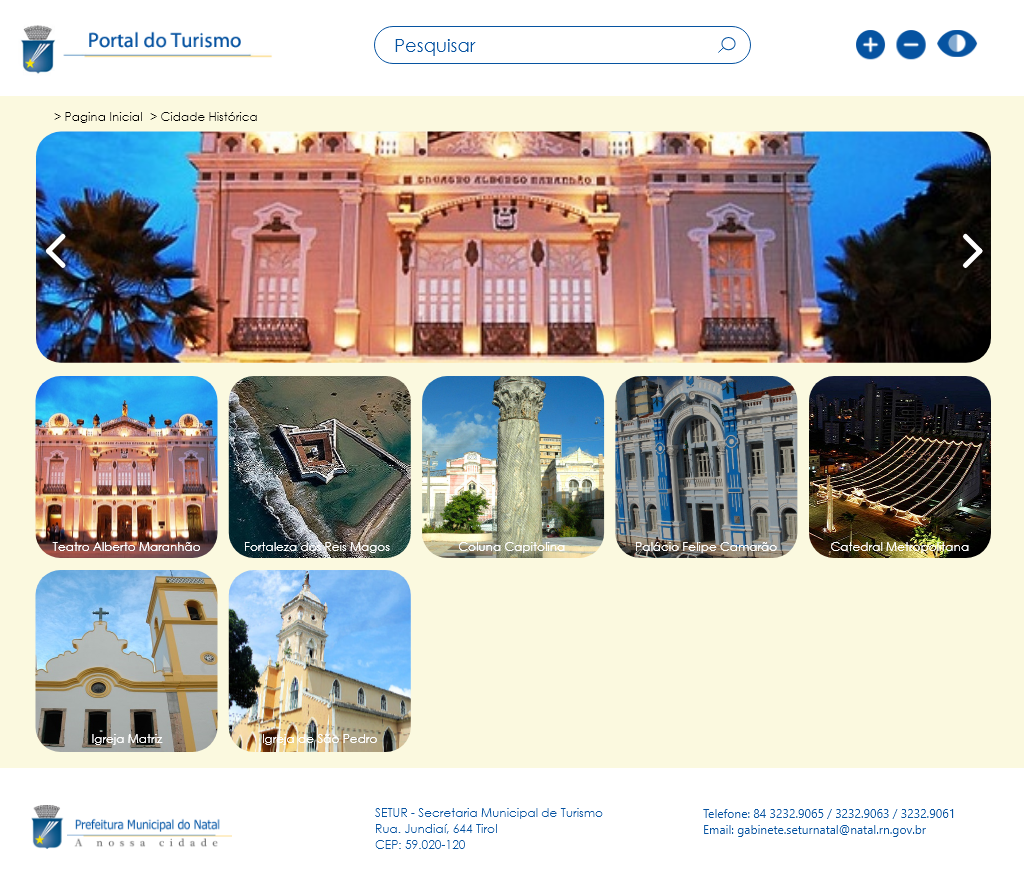 Portal do Turismo
Pesquisar
> Pagina Inicial > Cidade Histórica
THEATRO ALBERTO MARANHÃO
Teatro Alberto Maranhão
Fortaleza dos Reis Magos
Coluna Capitolina
Palácio Felipe Camarão
Catedral Metropolitana
Igreja Matriz
Igreja de São Pedro
Prefeitura Municipal do Natal
A nossa cidade
SETUR - Secretaria Municipal de Turismo
Rua. Jundiaí, 644 Tirol
CEP: 59.020-120
Telefone: 84 3232.9065 / 3232.9063 / 3232.9061
Email: gabinete.seturnatal@natal.rn.gov.br